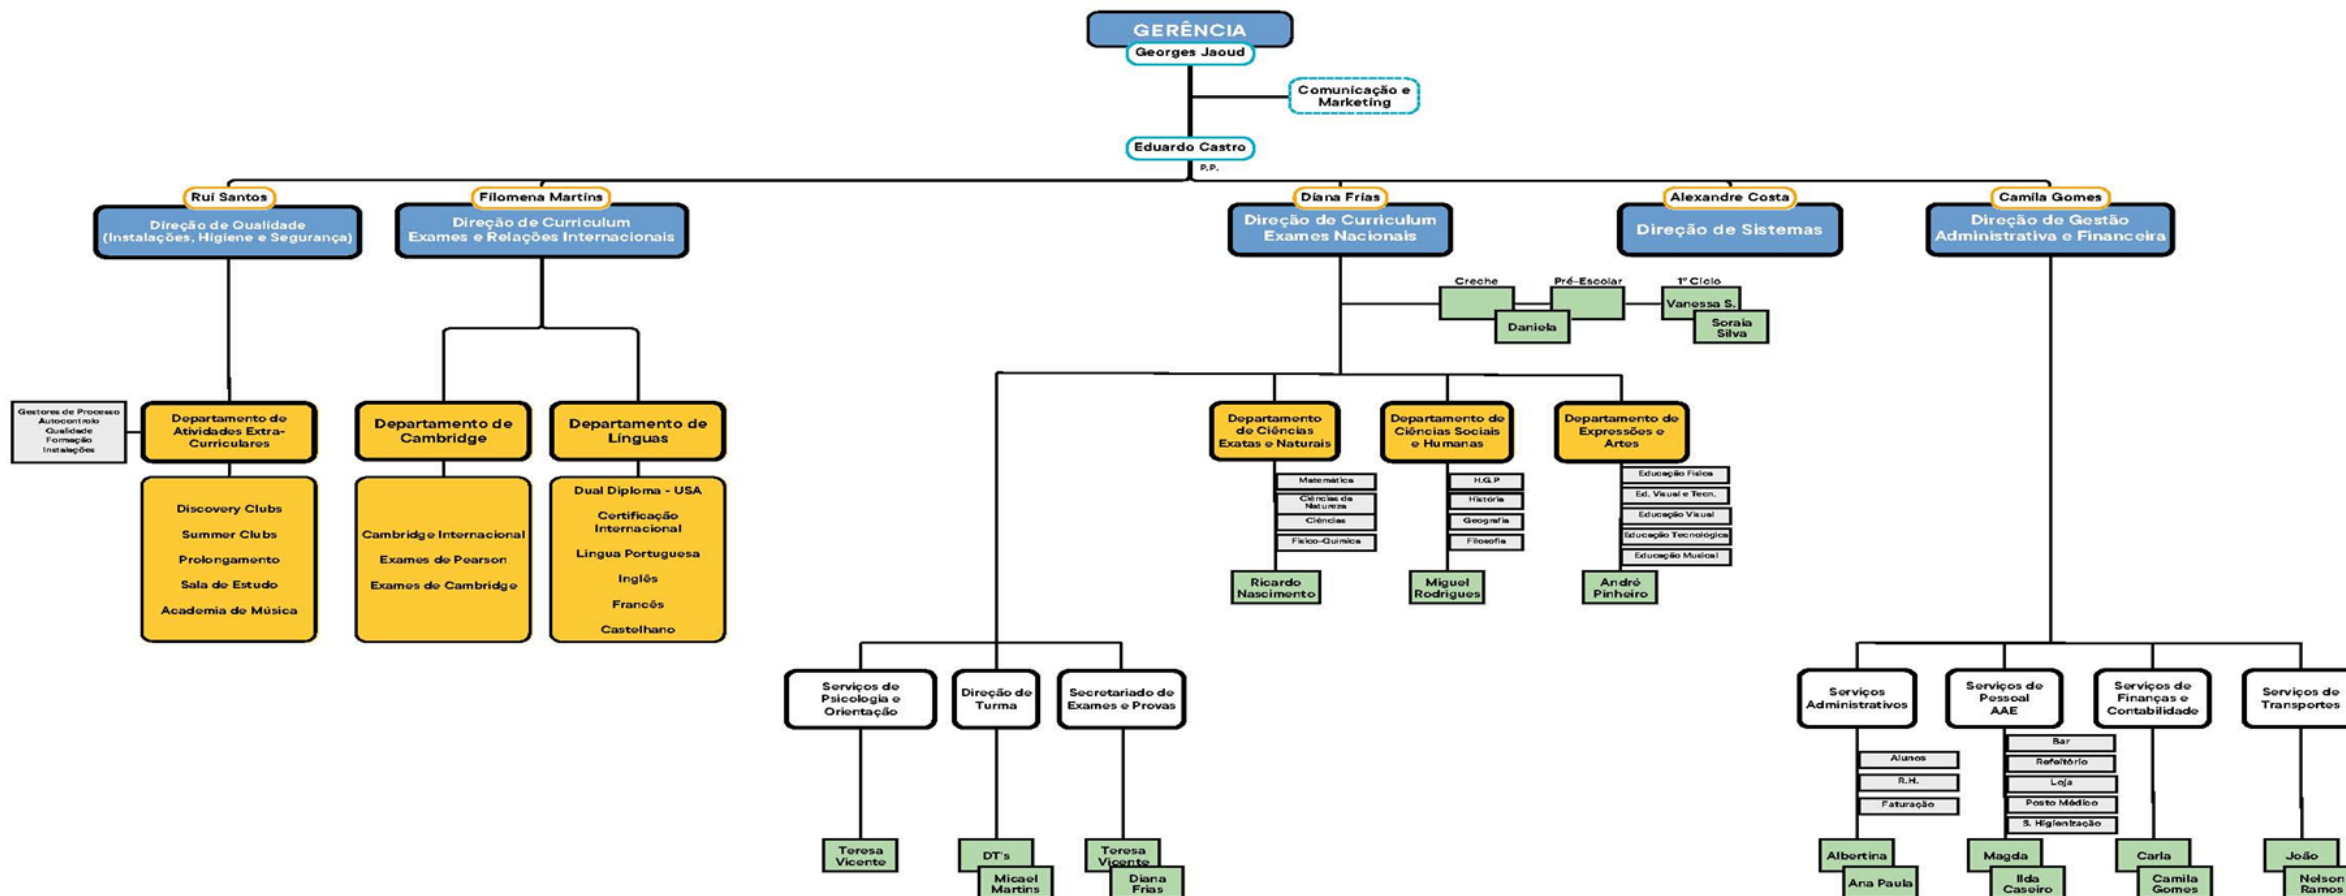 GERÊNCIA
Georges Jaoud
Comunicação e
Marketing
Eduardo Castro
P.P.
Rui Santos
Direção de Qualidade
(Instalações, Higiene e Segurança)
Filomena Martins
Direção de Curriculum
Exames e Relações Internacionais
Diana Frias
Direção de Curriculum
Exames Nacionais
Alexandre Costa
Direção de Sistemas
Camila Gomes
Direção de Gestão
Administrativa e Financeira
Creche
Pré-Escolar
1º Ciclo
Vanessa S.
Daniela
Soraia
Silva
Gestores de Processo
Autocontrolo
Qualidade
Formação
Instalações
Departamento de
Atividades Extra-
Curriculares
Discovery Clubs
Summer Clubs
Prolongamento
Sala de Estudo
Academia de Música
Departamento de
Cambridge
Cambridge Internacional
Exames de Pearson
Exames de Cambridge
Departamento de
Línguas
Dual Diploma - USA
Certificação
Internacional
Língua Portuguesa
Inglês
Francês
Castelhano
Departamento
de Ciências
Exatas e Naturais
Matemática
Ciências da
Natureza
Ciências
Físico-Química
Ricardo
Nascimento
Departamento de
Ciências Sociais
e Humanas
H.G.P
História
Geografia
Filosofia
Miguel
Rodrigues
Departamento de
Expressões e
Artes
Educação Física
Ed. Visual e Tecn.
Educação Visual
Educação Tecnológica
Educação Musical
André
Pinheiro
Serviços de
Psicologia e
Orientação
Teresa
Vicente
Direção de
Turma
DT's
Micael
Martins
Secretariado de
Exames e Provas
Teresa
Vicente
Diana
Frias
Serviços
Administrativos
Alunos
R.H.
Faturação
Albertina
Ana Paula
Serviços de
Pessoal
AAE
Bar
Refeitório
Loja
Posto Médico
S. Higienização
Magda
Ilda
Caseiro
Serviços de
Finanças e
Contabilidade
Carla
Camila
Gomes
Serviços de
Transportes
João
Nelson
Ramos